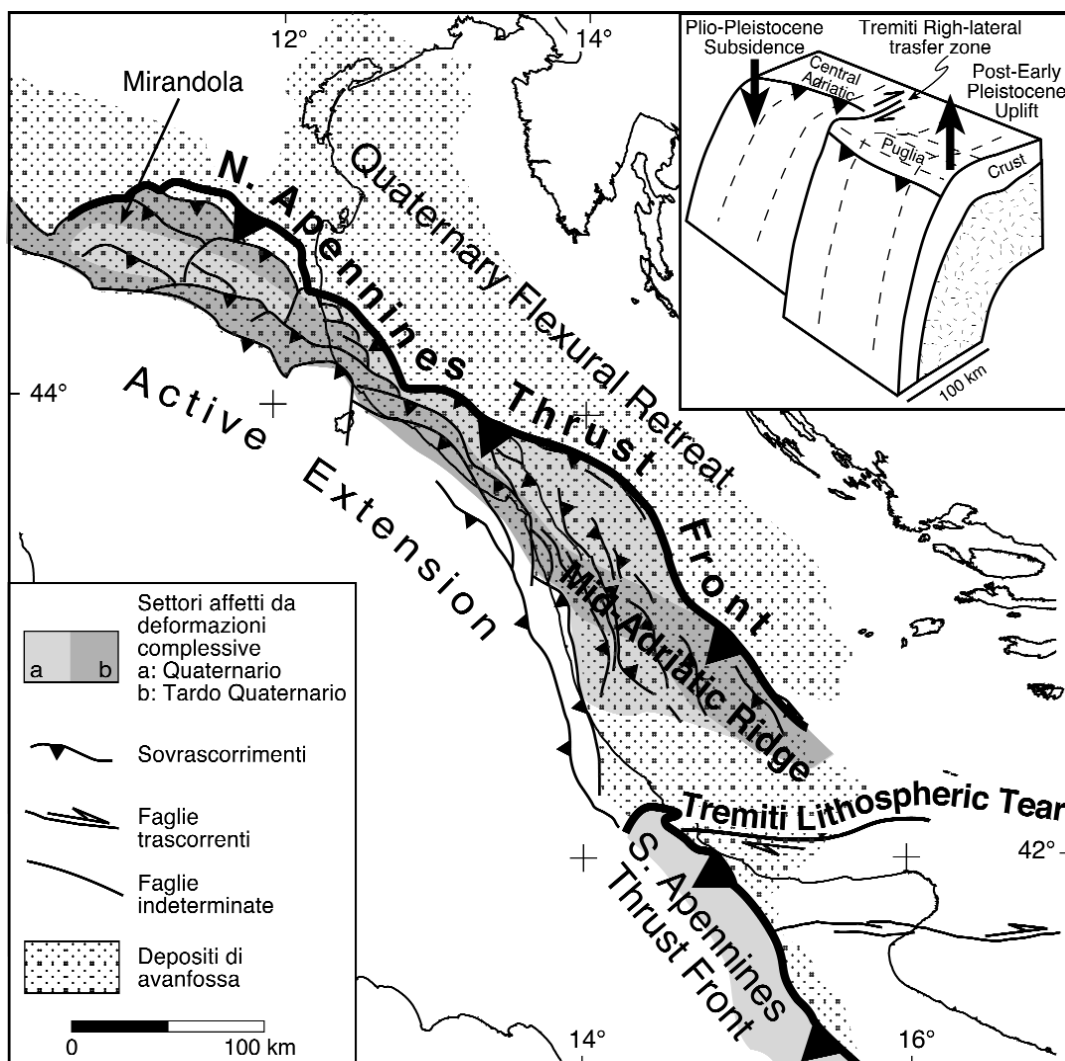 12°
14°
Mirandola
N. Apennines Thrust Front
Quaternary Flexural Retreat
Active Extension
44°
Mid-Adriatic Ridge
Tremiti Lithospheric Tear
42°
S. Apennines
Thrust Front
14°
16°
Plio-Pleistocene
Subsidence
Tremiti Righ-lateral
trasfer zone
Post-Early
Pleistocene
Uplift
Central
Adriatic
Puglia
Crust
100 km
Settori affetti da
deformazioni
complessive
a: Quaternario
b: Tardo Quaternario
a
b
Sovrascorrimenti
Faglie
trascorrenti
Faglie
indeterminate
Depositi di
avanfossa
0
100 km